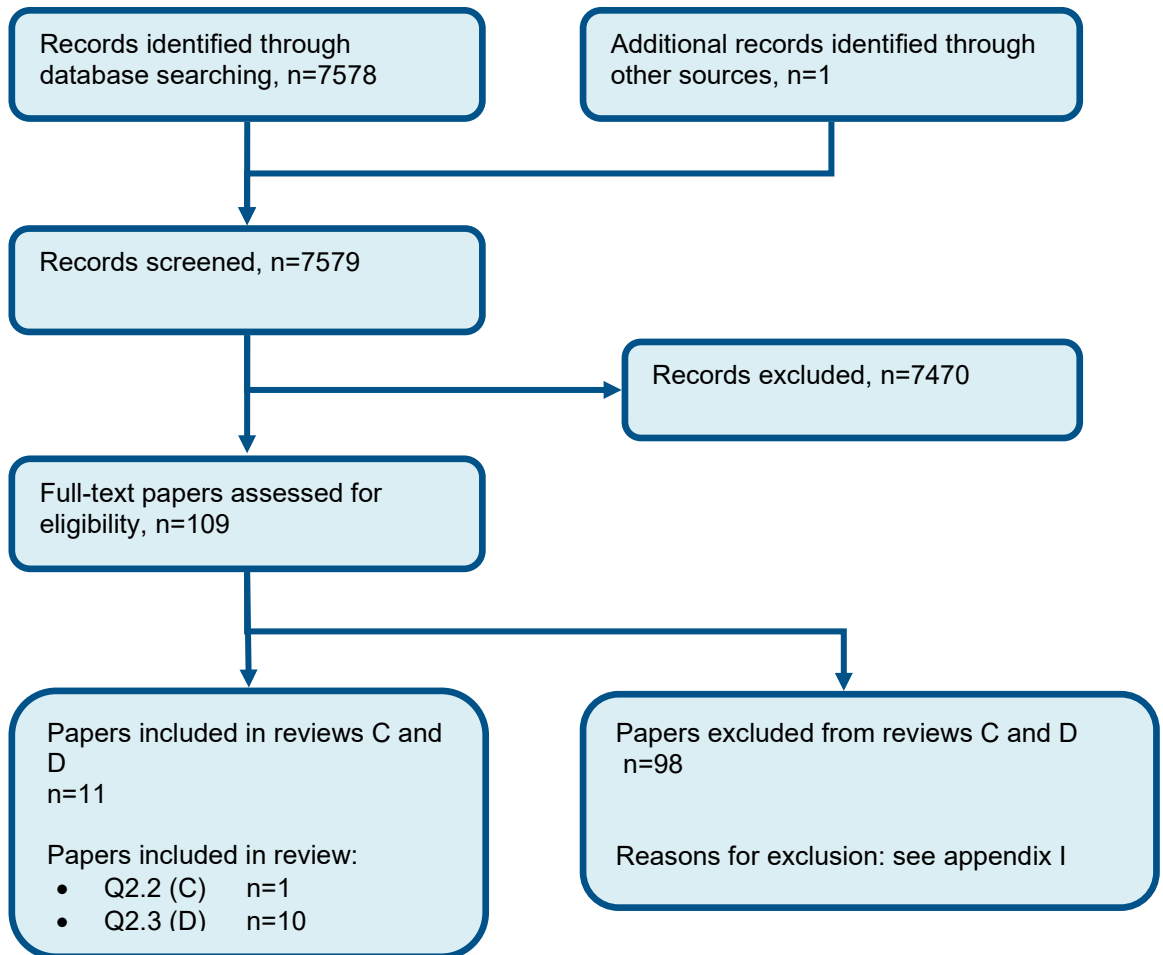 Records identified through
database searching, n=7578
Additional records identified through
other sources, n=1
Records screened, n=7579
Records excluded, n=7470
Full-text papers assessed for
eligibility, n=109
Papers included in reviews C and
D
n=11
Papers included in review:
• Q2.2 (C) n=1
• Q2.3 (D) n=10
Papers excluded from reviews C and D
n=98
Reasons for exclusion: see appendix I